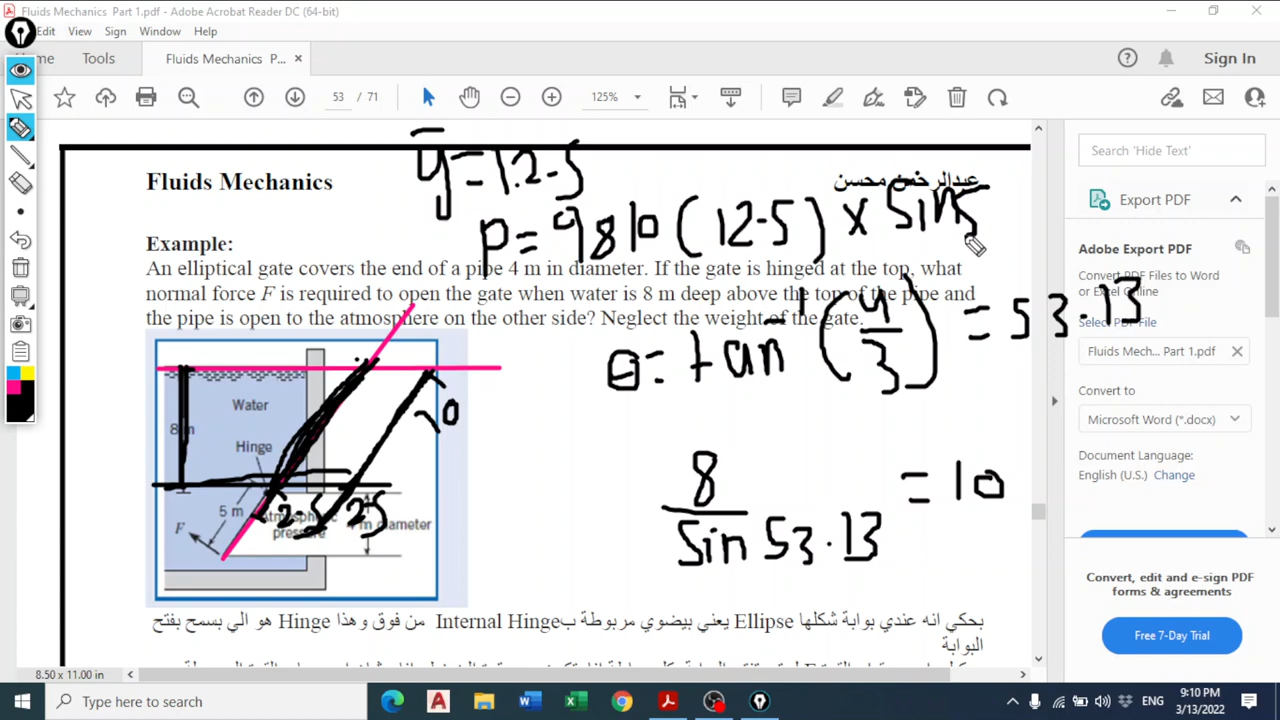 Fluids Mechanics Part 1.pdf - Adobe Acrobat Reader DC (64-bit)
Edit View Sign Window Help
Tools
Fluids Mechanics P... ×
Sign In
53 / 71
125%
ȳ = 12.5
Fluids Mechanics
عبدالرحمن محسن
P = 9810 (12.5) × Sin 5
Example:
An elliptical gate covers the end of a pipe 4 m in diameter. If the gate is hinged at the top, what
normal force F is required to open the gate when water is 8 m deep above the top of the pipe and
the pipe is open to the atmosphere on the other side? Neglect the weight of the gate.
θ = tan⁻¹ (4/3) = 53.13
Water
Hinge
5 m
F
m diameter
2.5
8 / Sin 53.13 = 10
بحكي انه عندي بوابة شكلها Ellipse يعني بيضوي مربوطة ب Internal Hinge من فوق وهذا Hinge هو الي بسمح بفتح
البوابة
8.50 x 11.00 in
Search 'Hide Text'
Export PDF
Adobe Export PDF
Convert PDF Files to Word
or Excel Online
Select PDF File
Fluids Mech... Part 1.pdf ×
Convert to
Microsoft Word (*.docx)
Document Language:
English (U.S.) Change
Convert, edit and e-sign PDF
forms & agreements
Free 7-Day Trial
Type here to search
ENG
9:10 PM
3/13/2022